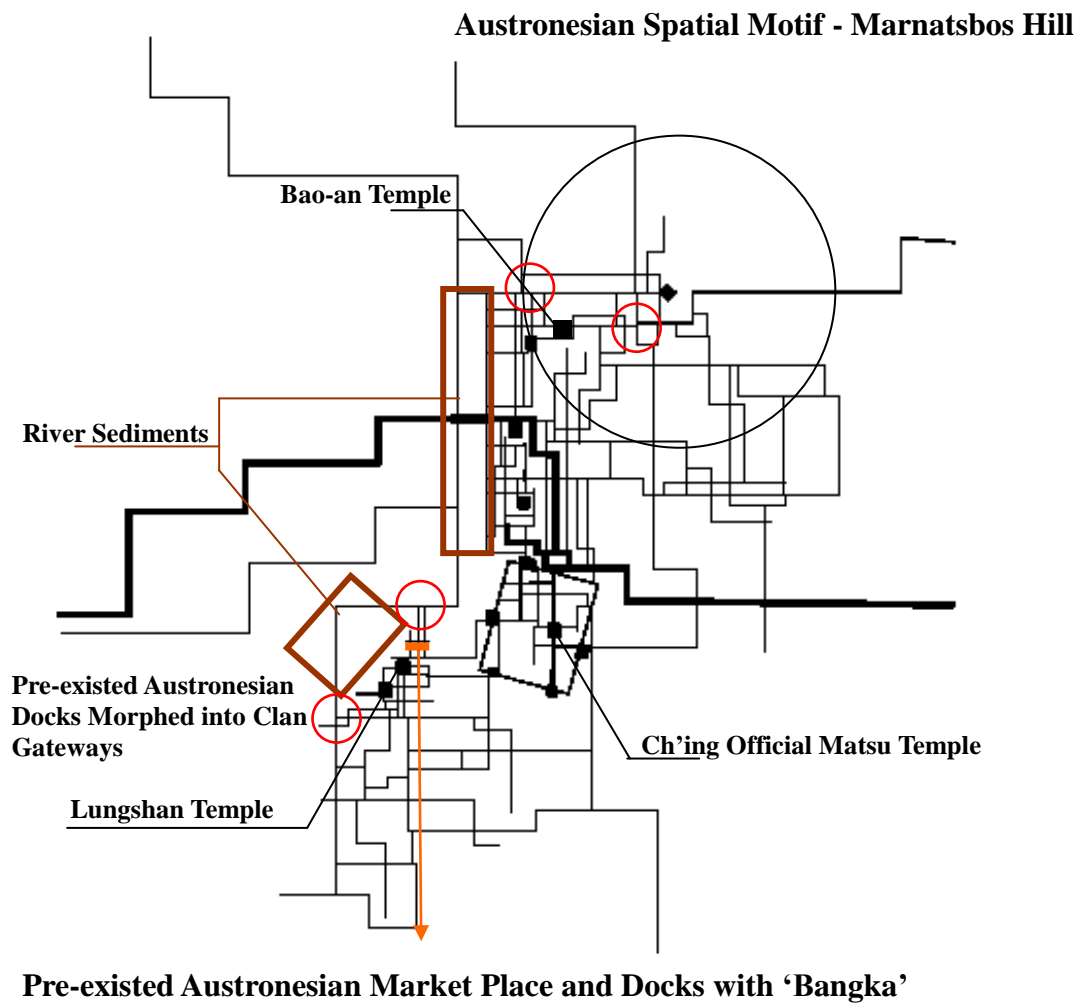 Austronesian Spatial Motif - Marnatsbos Hill
Bao-an Temple
River Sediments
Pre-existed Austronesian
Docks Morphed into Clan
Gateways
Ch'ing Official Matsu Temple
Lungshan Temple
Pre-existed Austronesian Market Place and Docks with ‘Bangka’